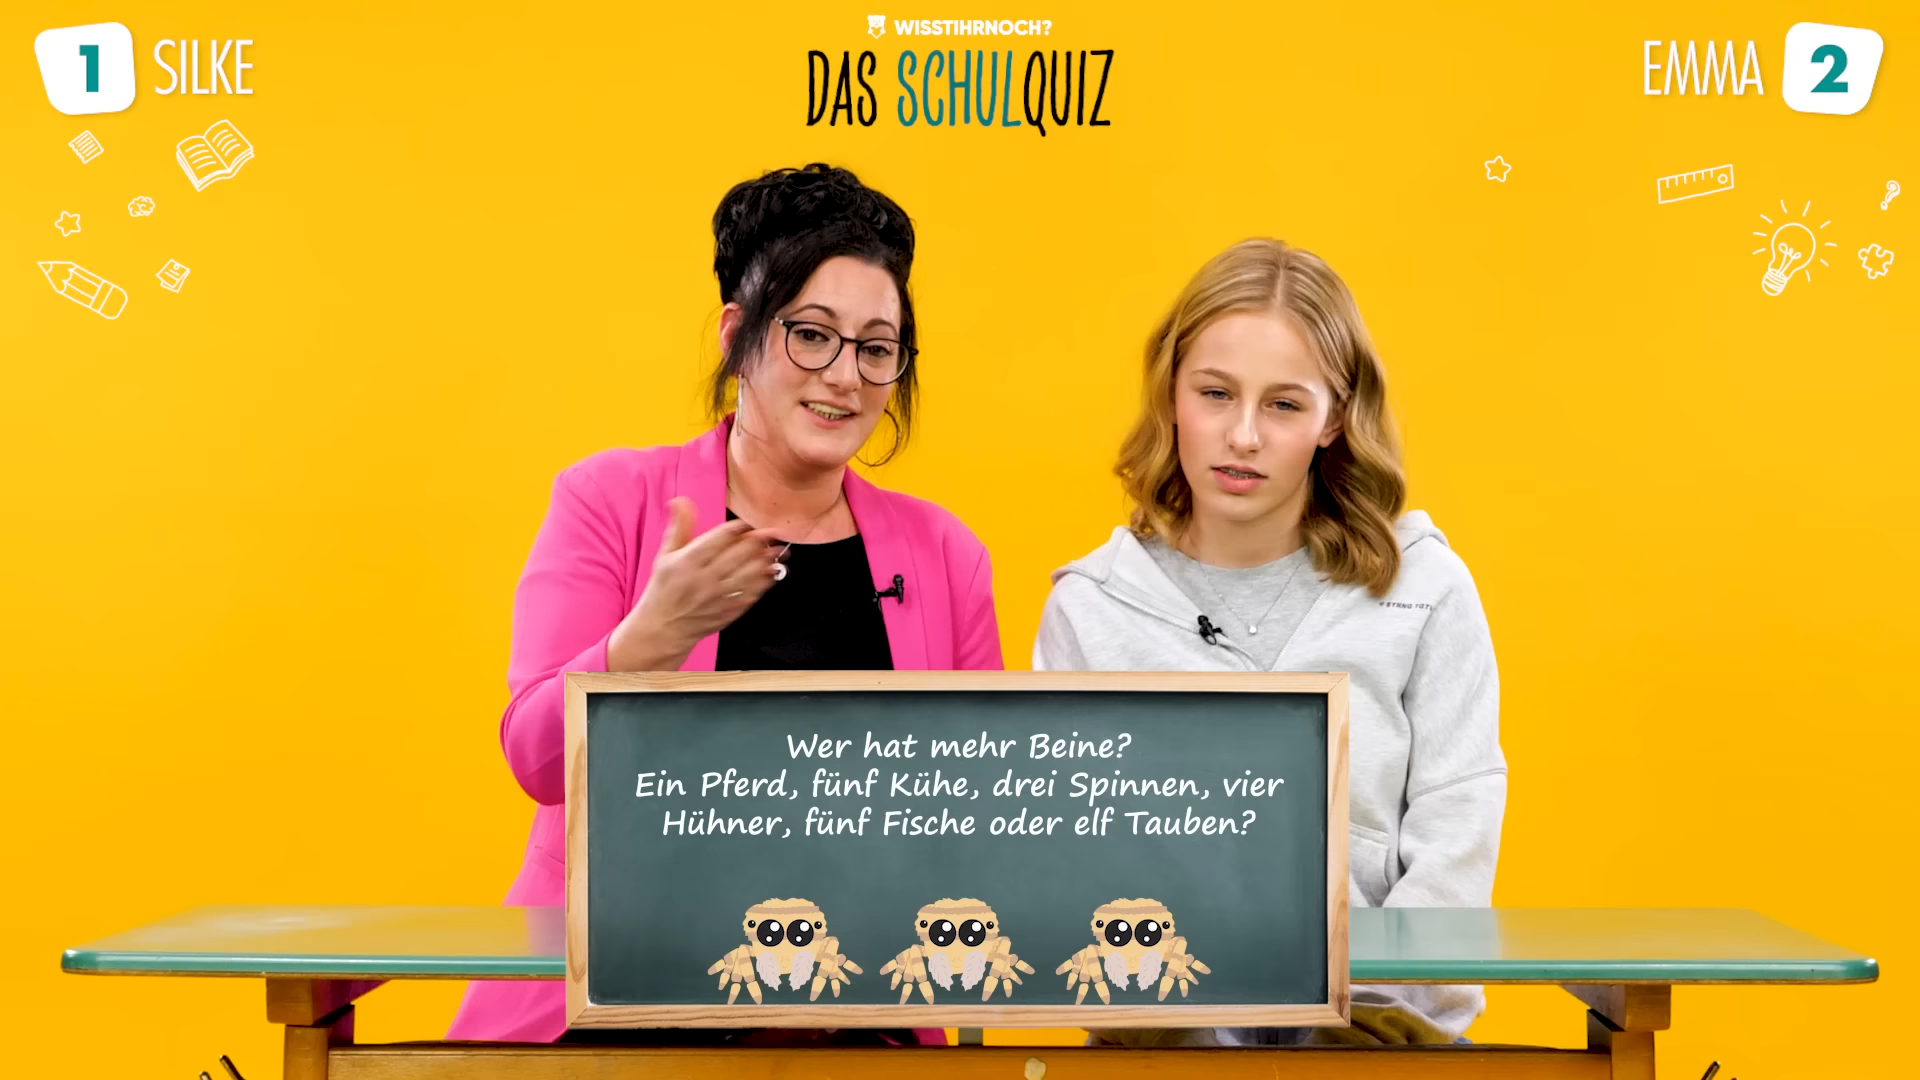 1 SILKE
WISSTIHRNOCH?
DAS SCHULQUIZ
EMMA 2
Wer hat mehr Beine?
Ein Pferd, fünf Kühe, drei Spinnen, vier
Hühner, fünf Fische oder elf Tauben?